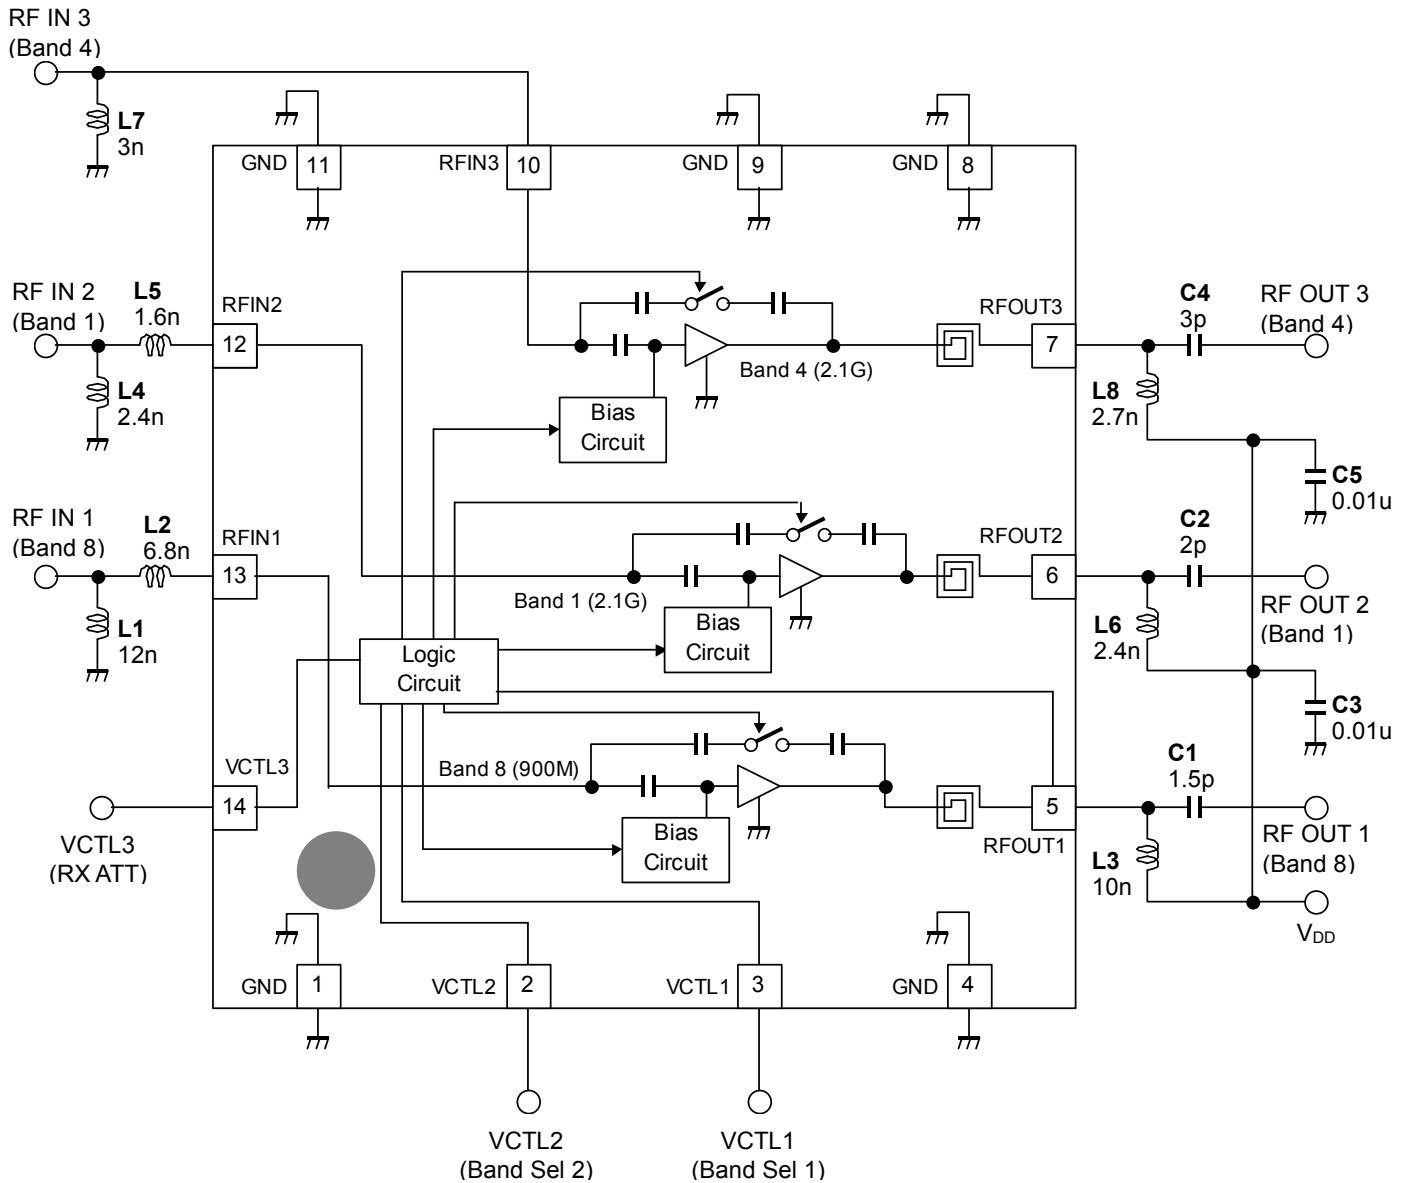 RF IN 3
(Band 4)
L7
3n
GND
11
RFIN3
10
GND
9
GND
8
RF IN 2
(Band 1)
L5
1.6n
RFIN2
12
L4
2.4n
Band 4 (2.1G)
Bias
Circuit
RFOUT3
7
C4
3p
RF OUT 3
(Band 4)
L8
2.7n
C5
0.01u
RF IN 1
(Band 8)
L2
6.8n
RFIN1
13
L1
12n
Band 1 (2.1G)
Bias
Circuit
RFOUT2
6
C2
2p
RF OUT 2
(Band 1)
L6
2.4n
C3
0.01u
Logic
Circuit
VCTL3
14
VCTL3
(RX ATT)
Band 8 (900M)
Bias
Circuit
5
RFOUT1
C1
1.5p
RF OUT 1
(Band 8)
L3
10n
VDD
GND
1
VCTL2
2
VCTL1
3
GND
4
VCTL2
(Band Sel 2)
VCTL1
(Band Sel 1)